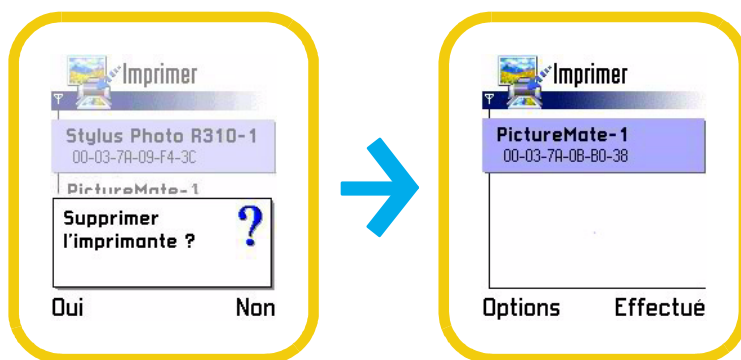 Imprimer
Stylus Photo R310-1
00-03-7A-09-F4-3C
PictureMate-1
Supprimer
l'imprimante ?
?
Oui Non
Imprimer
PictureMate-1
00-03-7A-0B-B0-38
Options Effectué